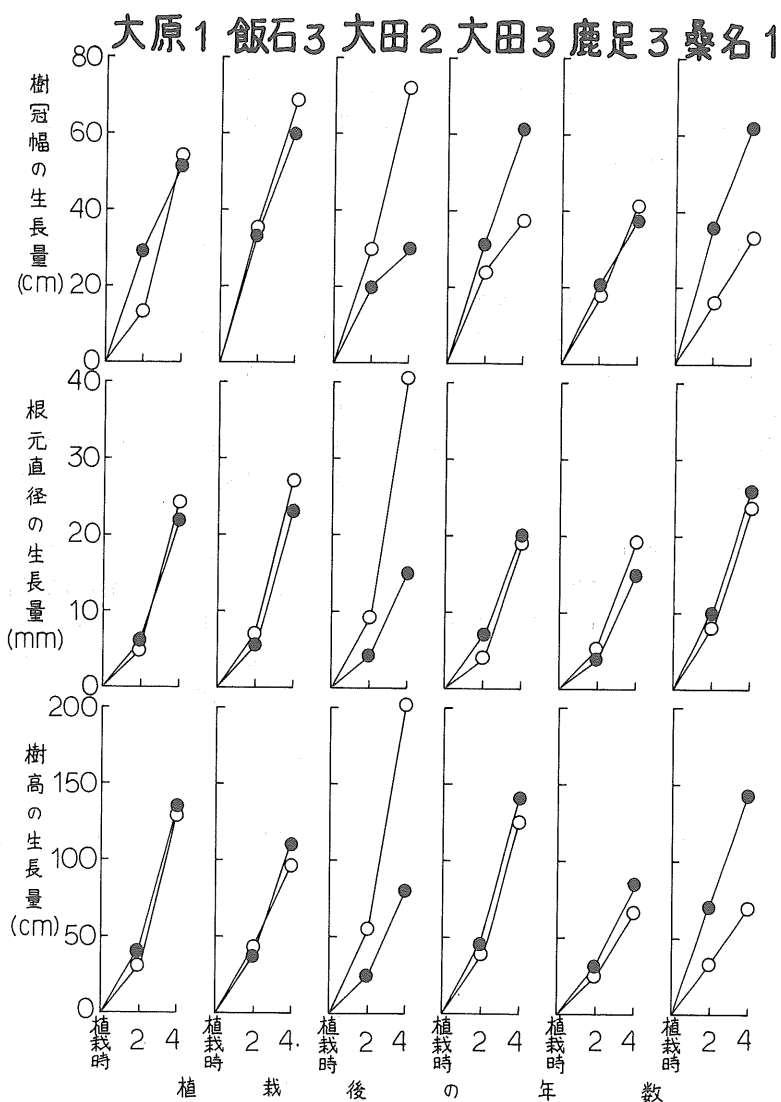 大原1 飯石3 大田2 大田3 鹿足3 桑名1
樹冠幅の生長量
(cm)
80
60
40
20
0
根元直径の生長量
(mm)
40
30
20
10
0
樹高の生長量
(cm)
200
150
100
50
0
植栽時 2 4 植栽時 2 4. 植栽時 2 4 植栽時 2 4 植栽時 2 4 植栽時 2 4
植栽後の年数